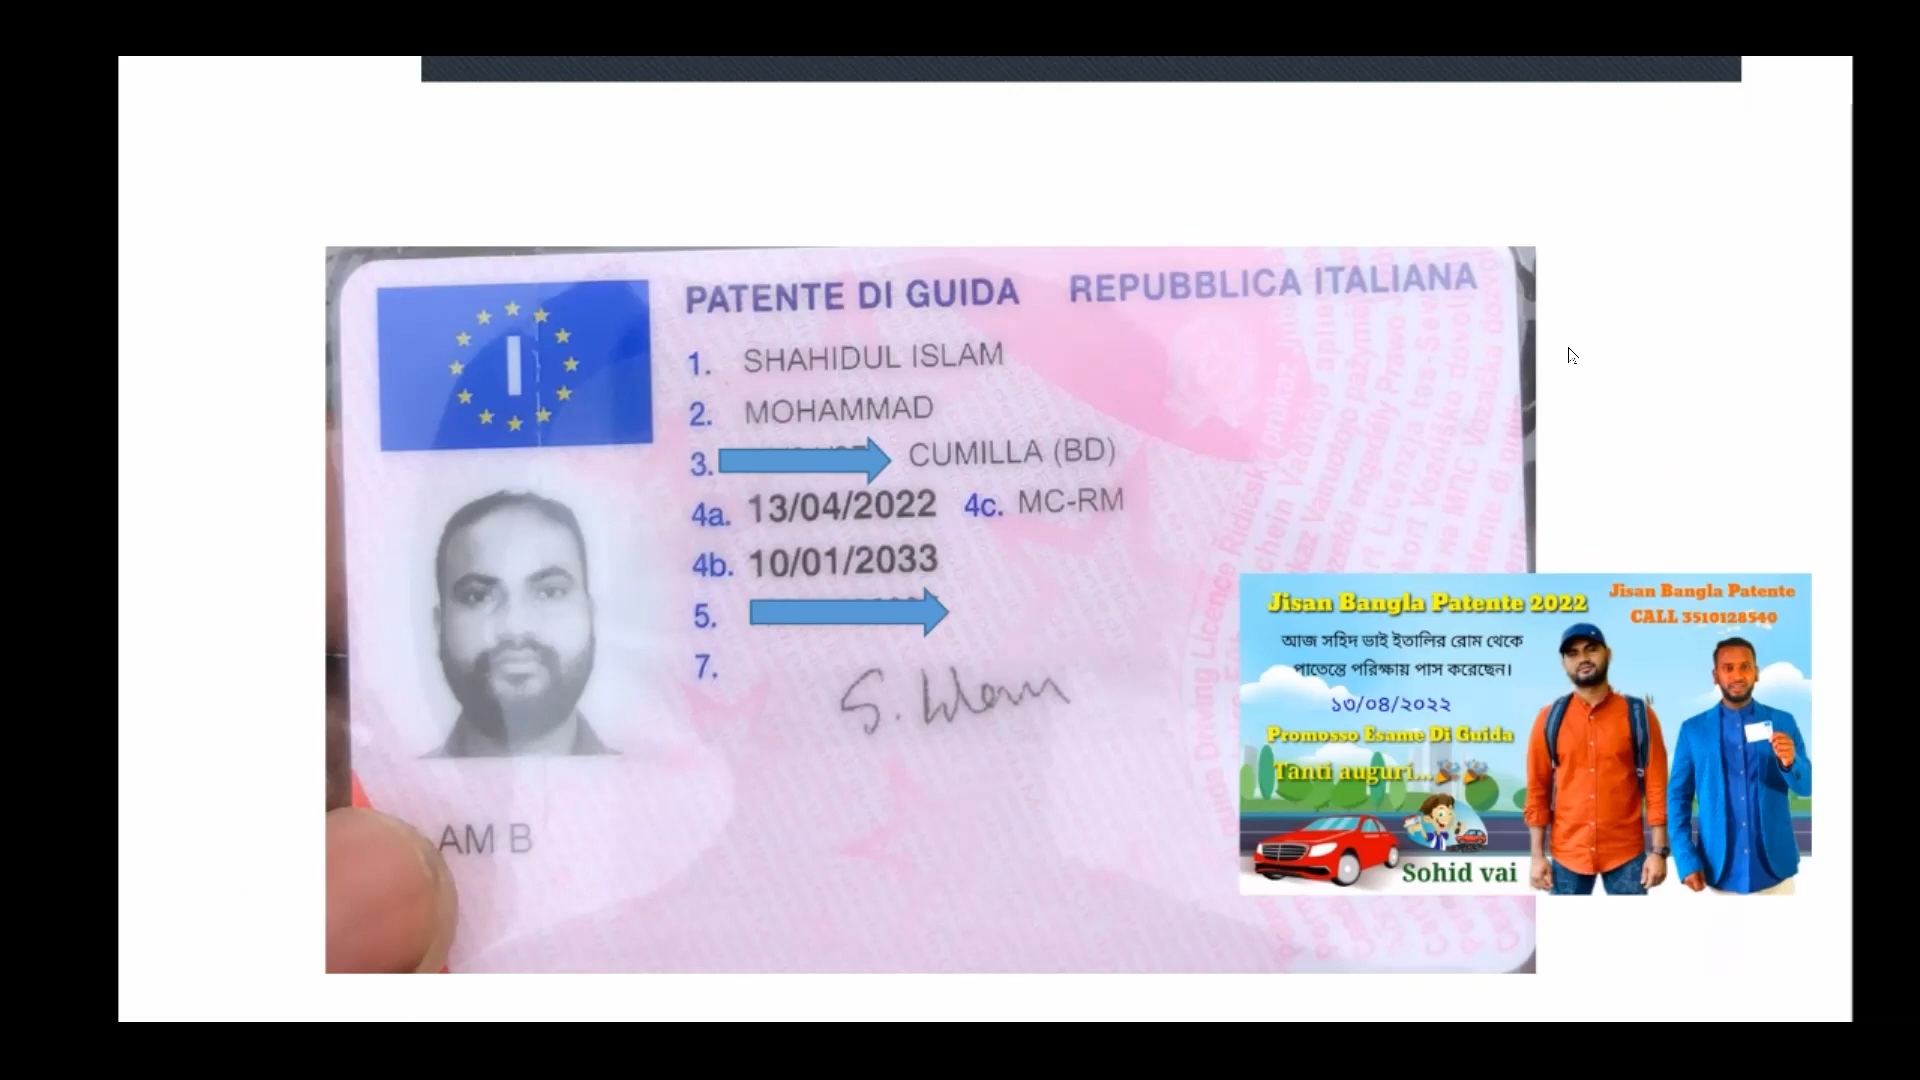 PATENTE DI GUIDA REPUBBLICA ITALIANA
1. SHAHIDUL ISLAM
2. MOHAMMAD
3. CUMILLA (BD)
4a. 13/04/2022 4c. MC-RM
4b. 10/01/2033
5.
7. S. Islam
AM B
I
Jisan Bangla Patente 2022
Jisan Bangla Patente
CALL 3510128540
আজ সহিদ ভাই ইতালির রোম থেকে
পাতেন্তে পরিক্ষায় পাস করেছেন।
১৩/০৪/২০২২
Promosso Esame Di Guida
Tanti auguri...
Sohid vai